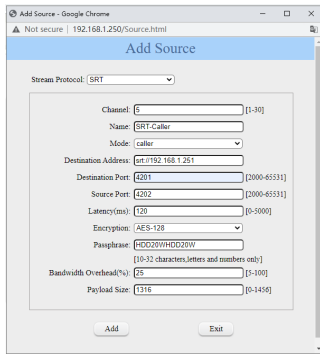 Add Source - Google Chrome
Not secure | 192.168.1.250/Source.html
Add Source
Stream Protocol: SRT
Channel: 5 [1-30]
Name: SRT-Caller
Mode: caller
Destination Address: srt://192.168.1.251
Destination Port: 4201 [2000-65531]
Source Port: 4202 [2000-65531]
Latency(ms): 120 [0-5000]
Encryption: AES-128
Passphrase: HDD20WHDD20W
[10-32 characters,letters and numbers only]
Bandwidth Overhead(%): 25 [5-100]
Payload Size: 1316 [0-1456]
Add Exit